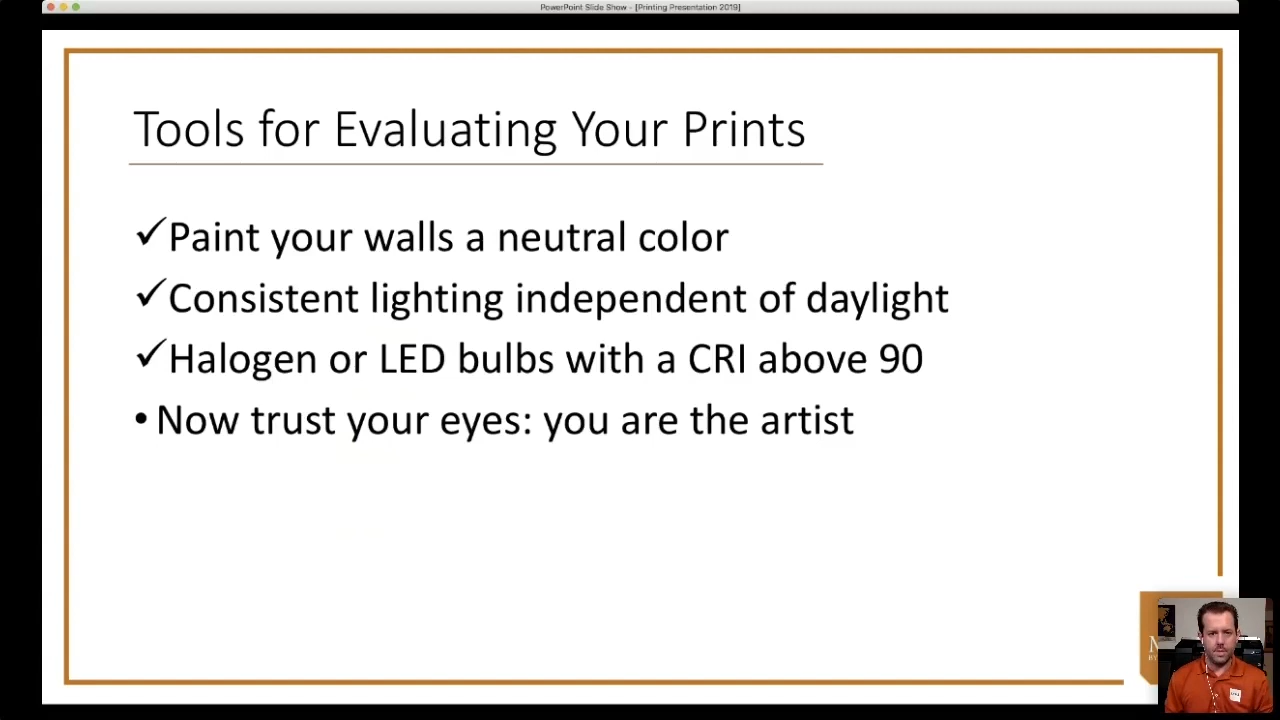 PowerPoint Slide Show - [Printing Presentation 2019]
Tools for Evaluating Your Prints
✓Paint your walls a neutral color
✓Consistent lighting independent of daylight
✓Halogen or LED bulbs with a CRI above 90
• Now trust your eyes: you are the artist